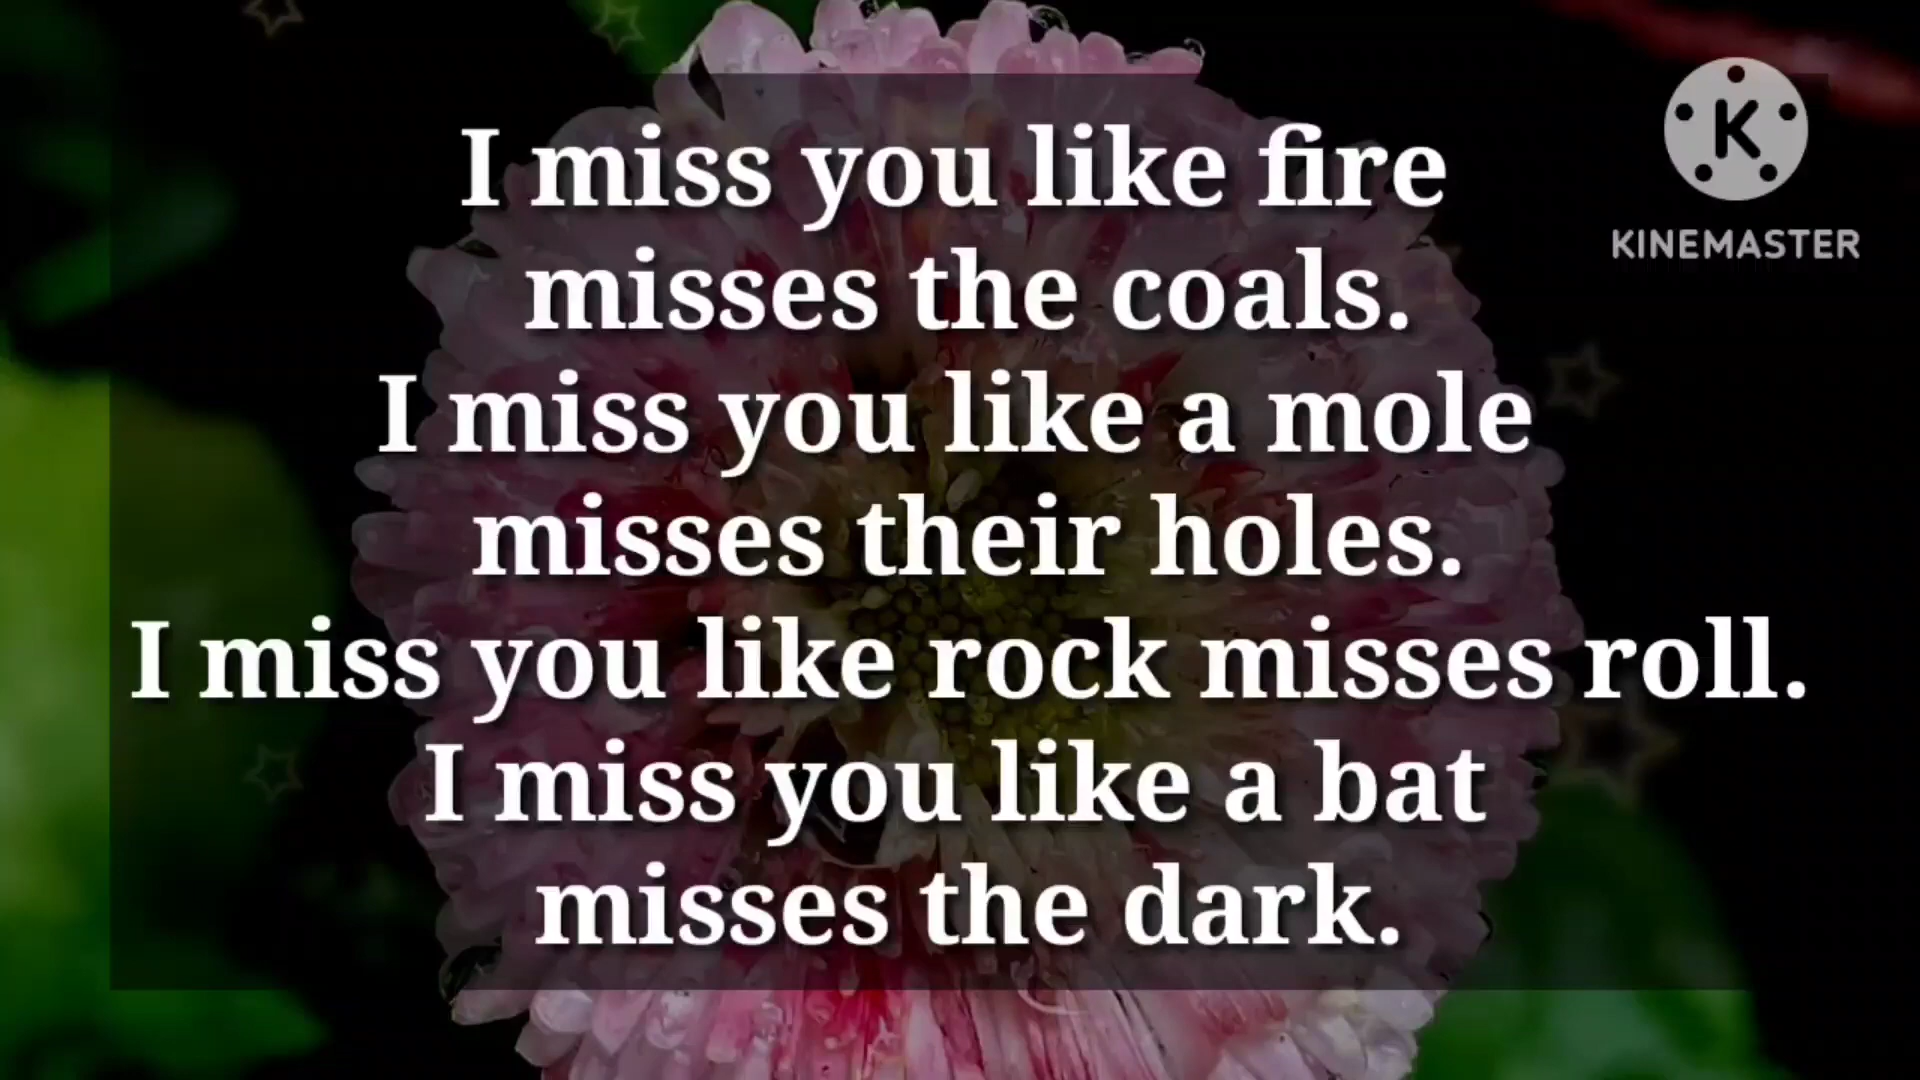 I miss you like fire
misses the coals.
I miss you like a mole
misses their holes.
I miss you like rock misses roll.
I miss you like a bat
misses the dark.
K
KINEMASTER